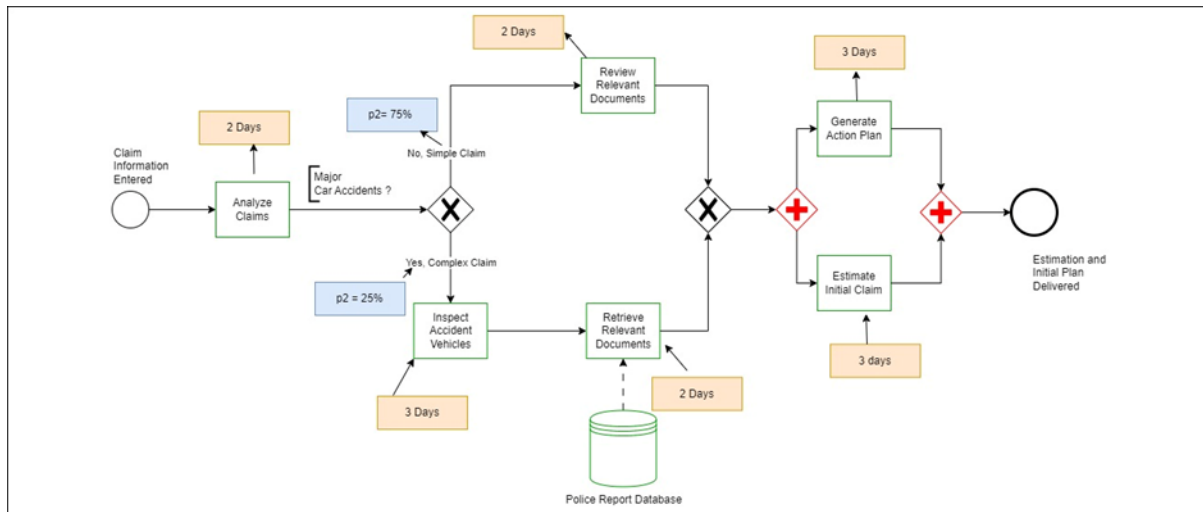 Claim
Information
Entered
2 Days
Analyze
Claims
Major
Car Accidents ?
p2= 75%
No, Simple Claim
Yes, Complex Claim
p2 = 25%
2 Days
Review
Relevant
Documents
Inspect
Accident
Vehicles
3 Days
Retrieve
Relevant
Documents
2 Days
Police Report Database
3 Days
Generate
Action Plan
Estimate
Initial Claim
3 days
Estimation and
Initial Plan
Delivered